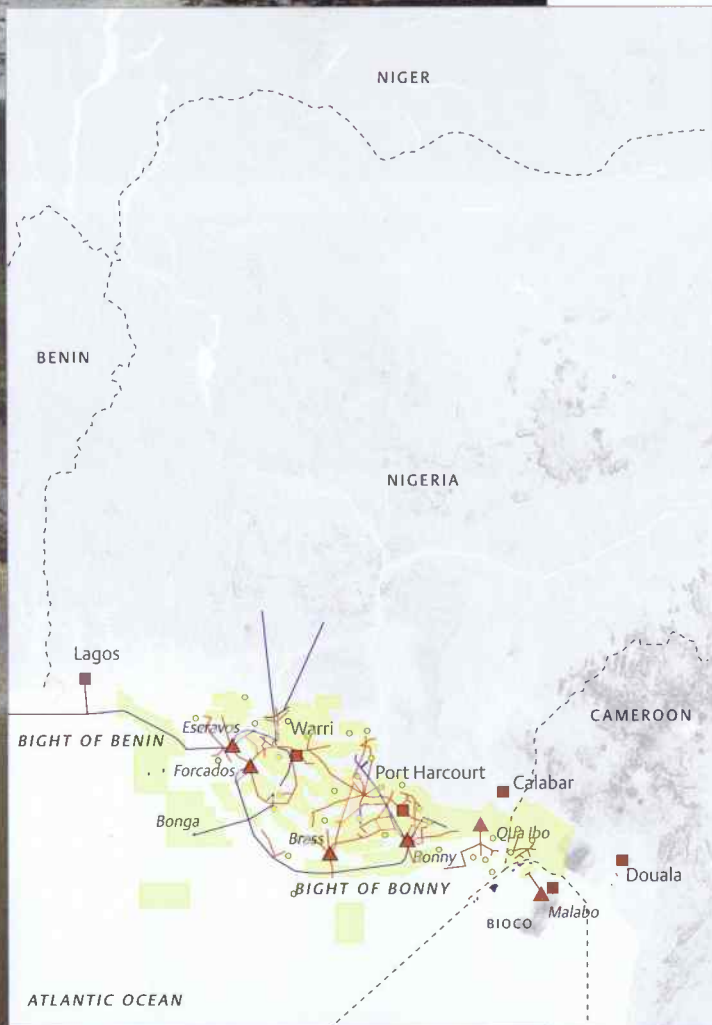 NIGER
BENIN
NIGERIA
Lagos
CAMEROON
Escravos
Warri
BIGHT OF BENIN
Forcados
Port Harcourt
Calabar
Bonga
Qua Ibo
Brass
Bonny
Douala
BIGHT OF BONNY
Malabo
BIOCO
ATLANTIC OCEAN